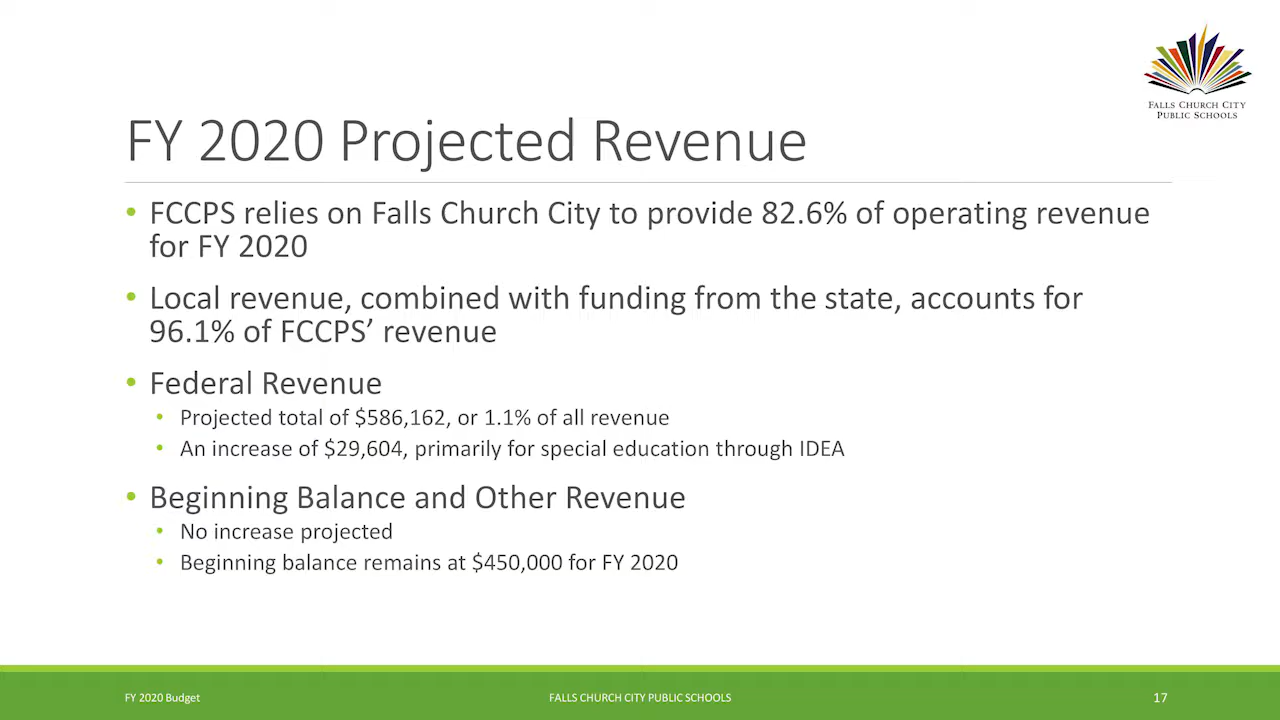 FALLS CHURCH CITY
PUBLIC SCHOOLS
FY 2020 Projected Revenue
• FCCPS relies on Falls Church City to provide 82.6% of operating revenue
for FY 2020
• Local revenue, combined with funding from the state, accounts for
96.1% of FCCPS’ revenue
• Federal Revenue
• Projected total of $586,162, or 1.1% of all revenue
• An increase of $29,604, primarily for special education through IDEA
• Beginning Balance and Other Revenue
• No increase projected
• Beginning balance remains at $450,000 for FY 2020
FY 2020 Budget
FALLS CHURCH CITY PUBLIC SCHOOLS
17